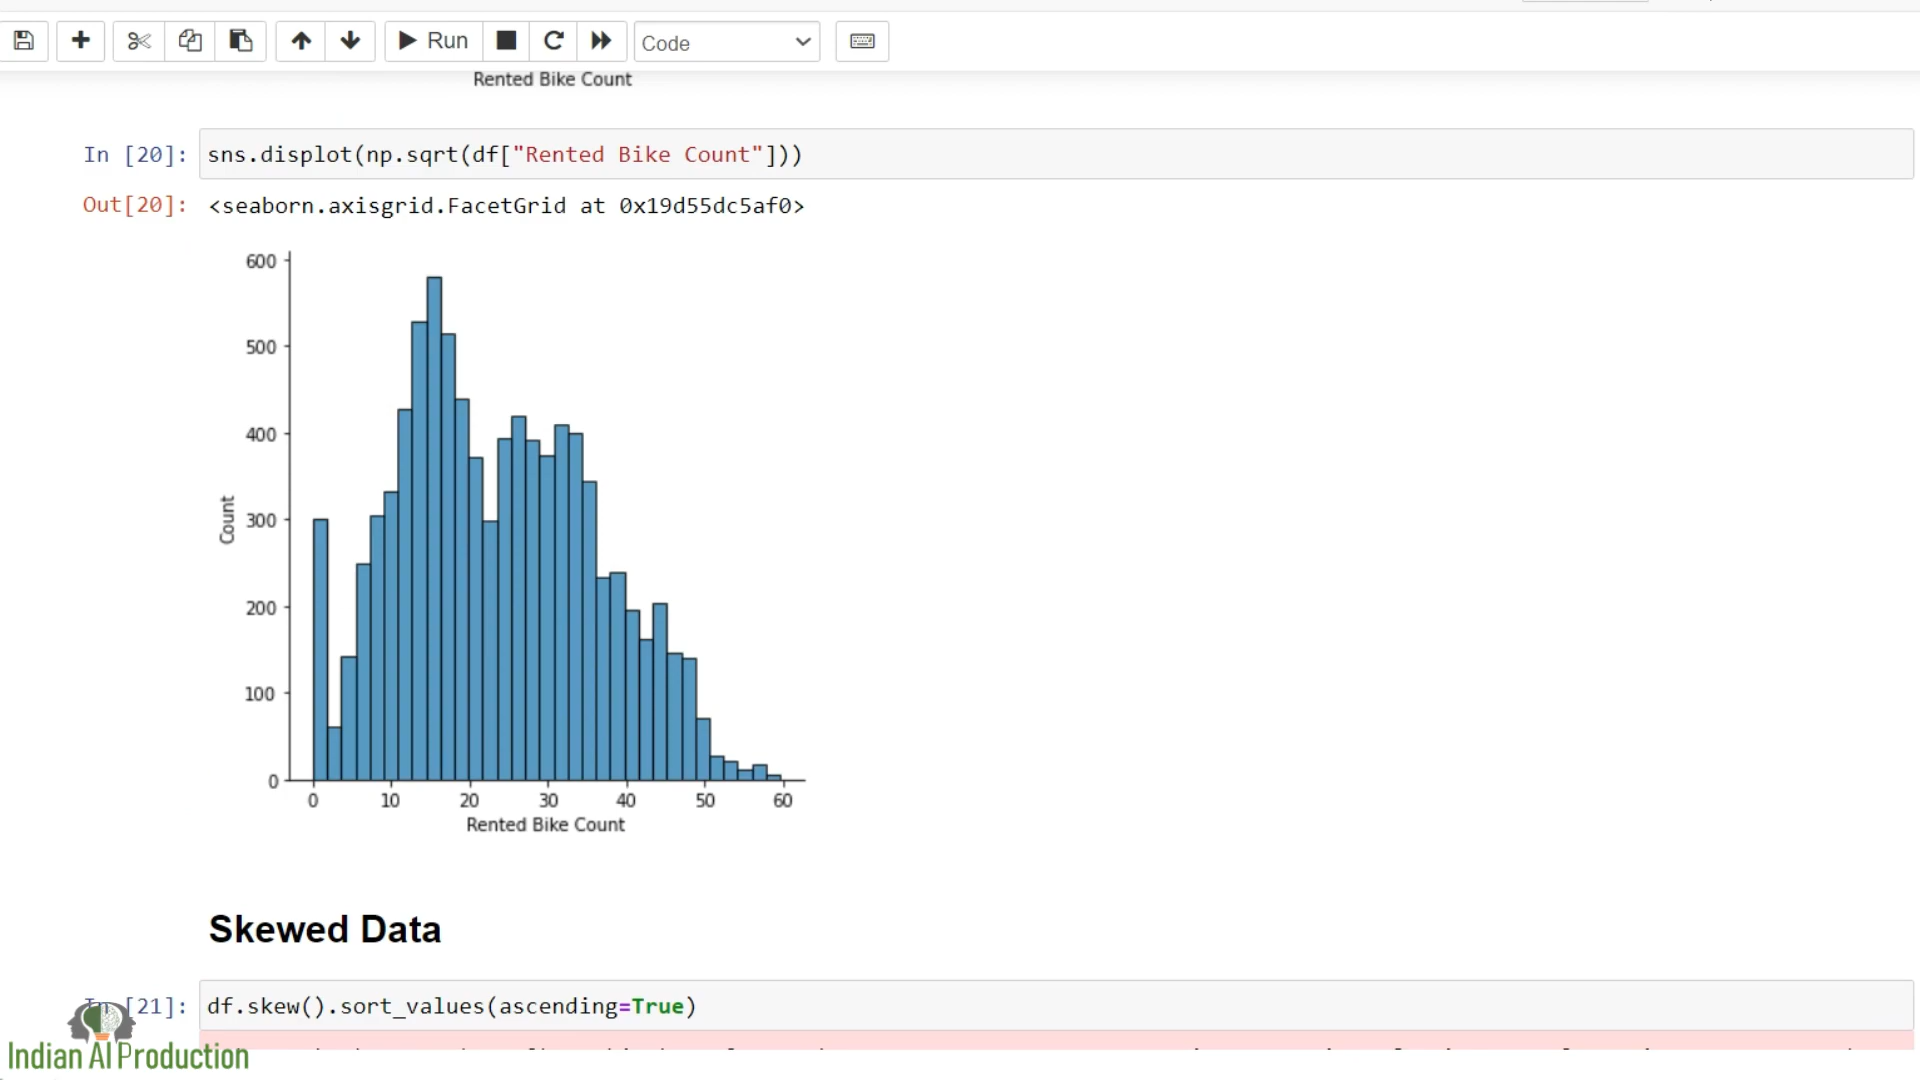 Run
Code
Rented Bike Count
In [20]: sns.displot(np.sqrt(df["Rented Bike Count"]))
Out[20]: <seaborn.axisgrid.FacetGrid at 0x19d55dc5af0>
600
500
400
300
200
100
0
Count
0 10 20 30 40 50 60
Rented Bike Count
Skewed Data
In [21]: df.skew().sort_values(ascending=True)
Indian AI Production